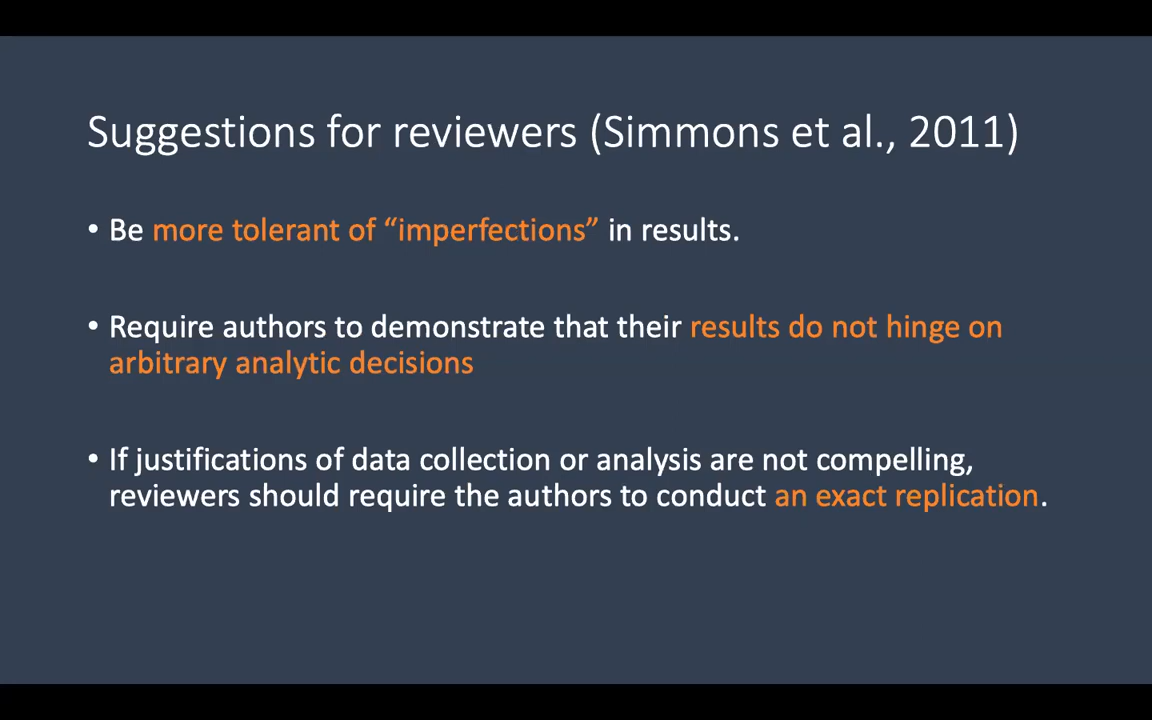 Suggestions for reviewers (Simmons et al., 2011)
• Be more tolerant of “imperfections” in results.
• Require authors to demonstrate that their results do not hinge on
arbitrary analytic decisions
• If justifications of data collection or analysis are not compelling,
reviewers should require the authors to conduct an exact replication.